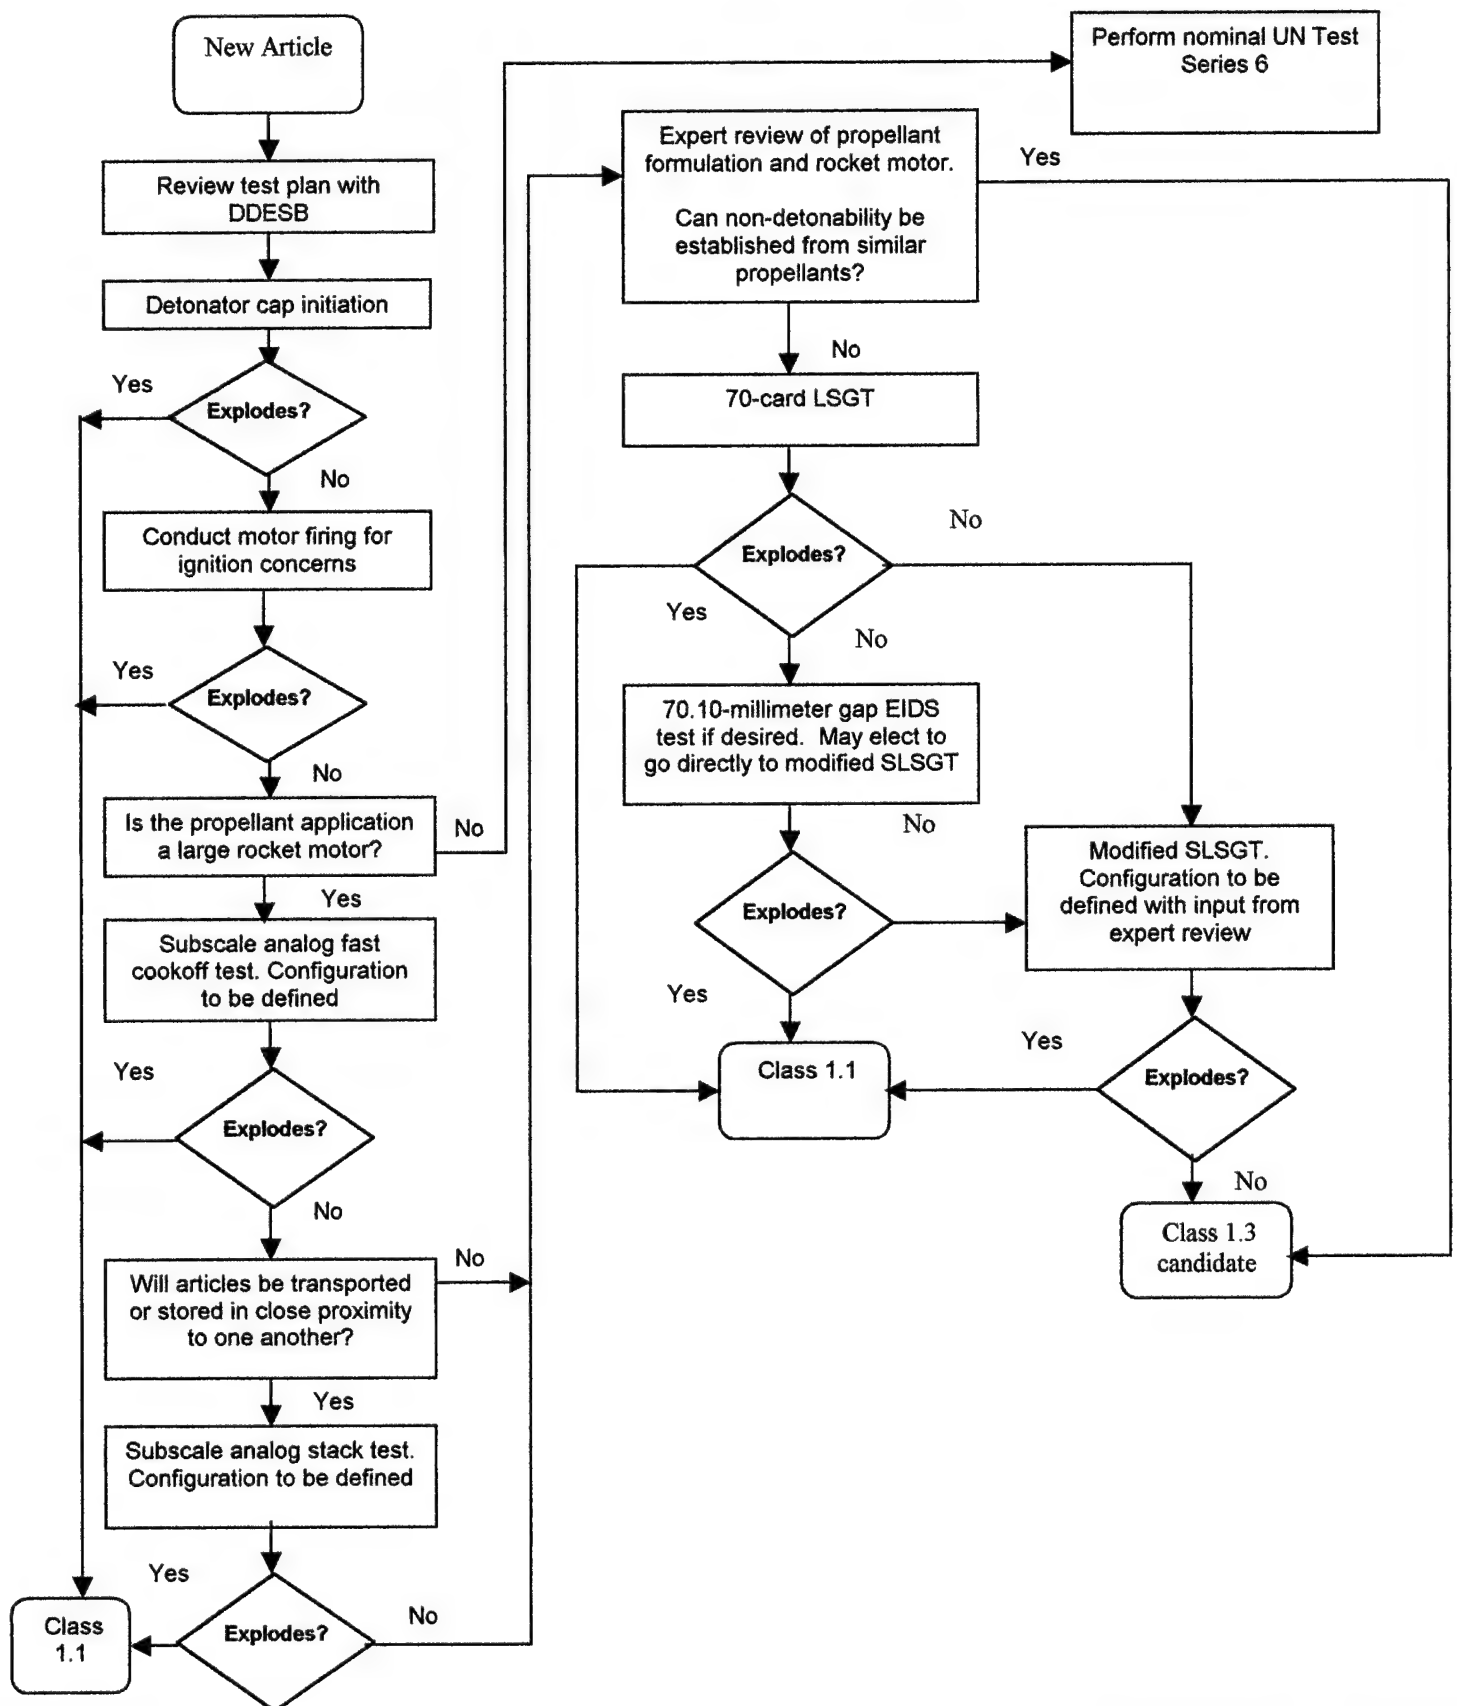 New Article
Review test plan with
DDESB
Detonator cap initiation
Yes
Explodes?
No
Conduct motor firing for
ignition concerns
Yes
Explodes?
No
Is the propellant application
a large rocket motor?
No
Yes
Subscale analog fast
cookoff test. Configuration
to be defined
Yes
Explodes?
No
Will articles be transported
or stored in close proximity
to one another?
No
Yes
Subscale analog stack test.
Configuration to be defined
Yes
Explodes?
No
Class
1.1
Perform nominal UN Test
Series 6
Expert review of propellant
formulation and rocket motor.
Can non-detonability be
established from similar
propellants?
Yes
No
70-card LSGT
Explodes?
No
Yes
No
70.10-millimeter gap EIDS
test if desired. May elect to
go directly to modified SLSGT
No
Explodes?
Yes
Modified SLSGT.
Configuration to be
defined with input from
expert review
Class 1.1
Yes
Explodes?
No
Class 1.3
candidate